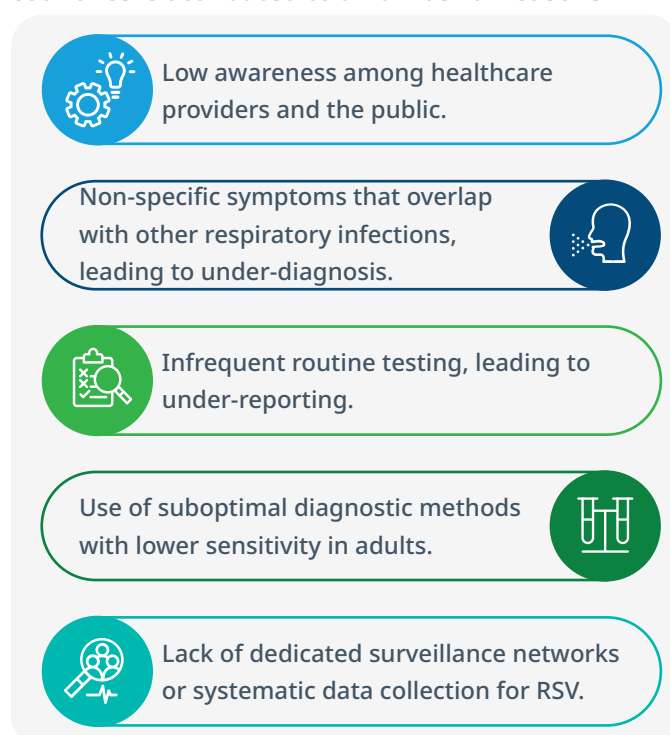 Low awareness among healthcare
providers and the public.
Non-specific symptoms that overlap
with other respiratory infections,
leading to under-diagnosis.
Infrequent routine testing, leading to
under-reporting.
Use of suboptimal diagnostic methods
with lower sensitivity in adults.
Lack of dedicated surveillance networks
or systematic data collection for RSV.